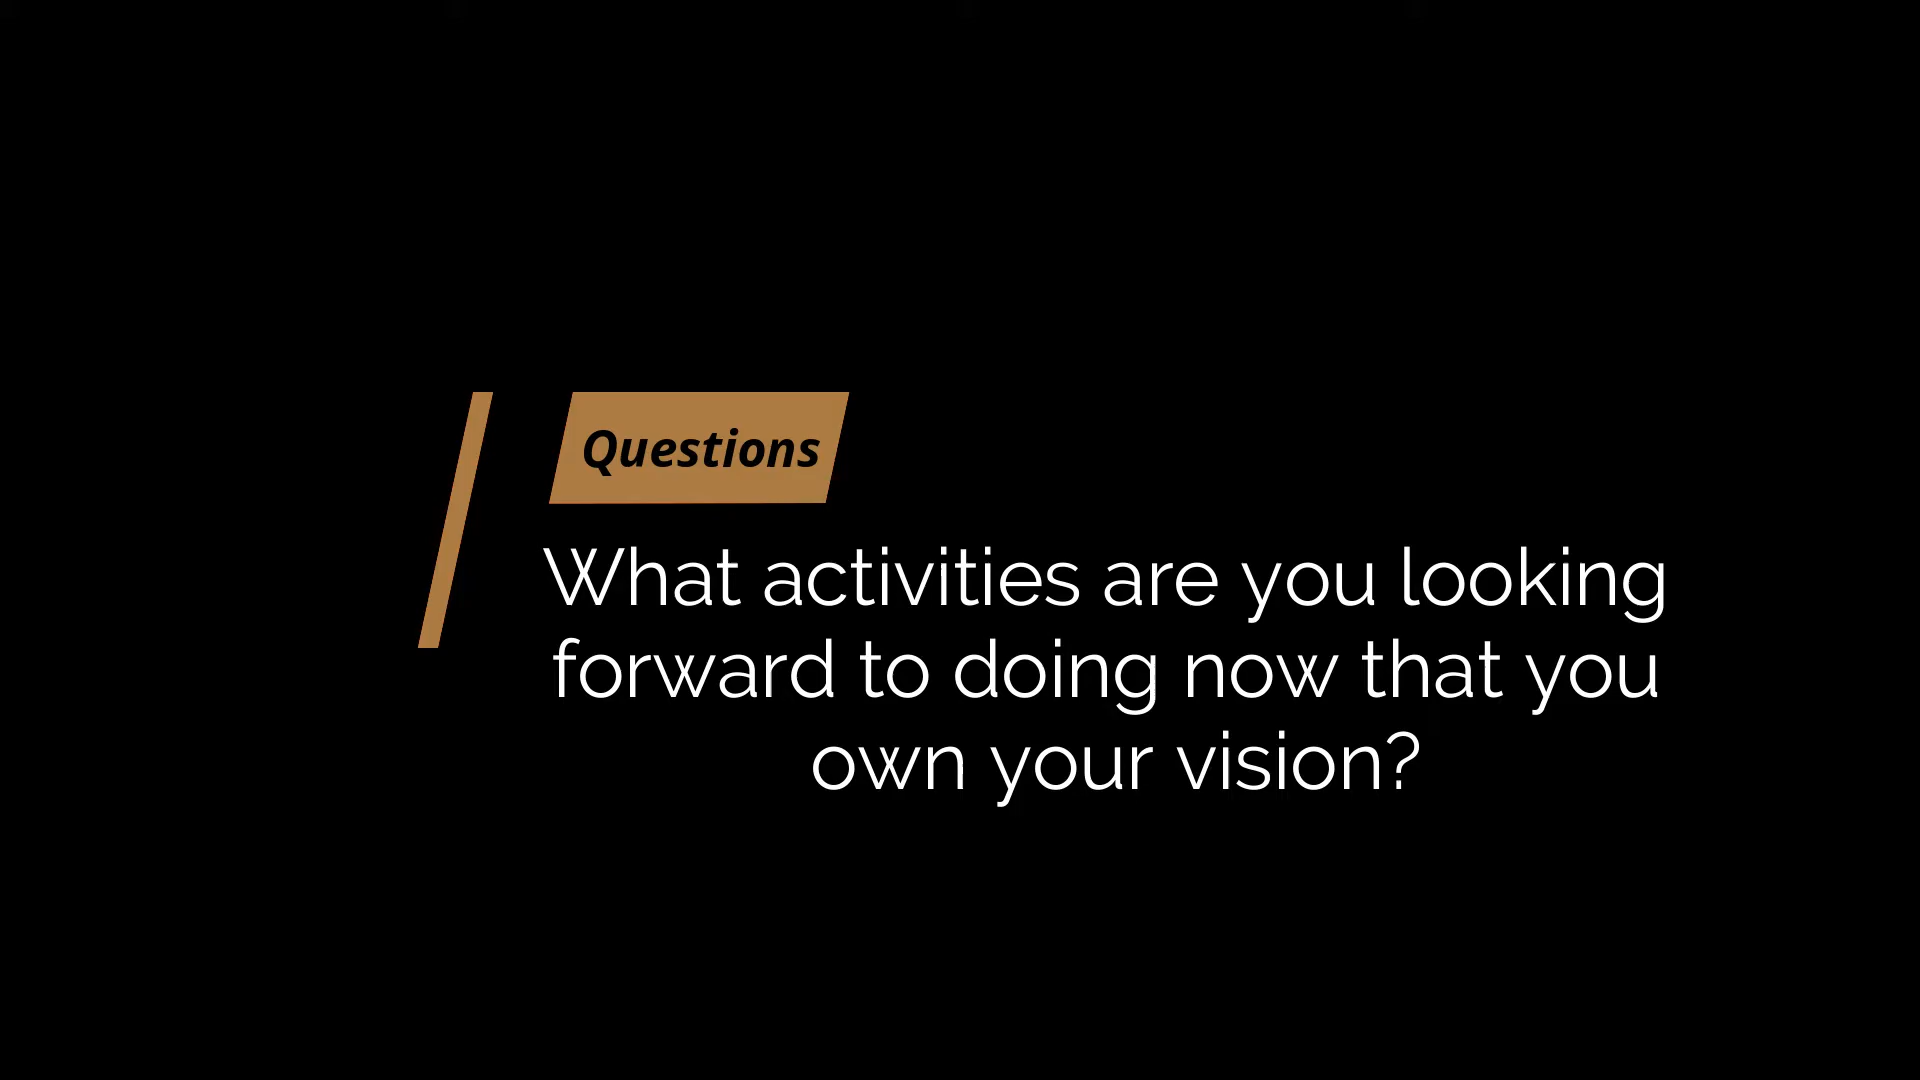 Questions
What activities are you looking
forward to doing now that you
own your vision?